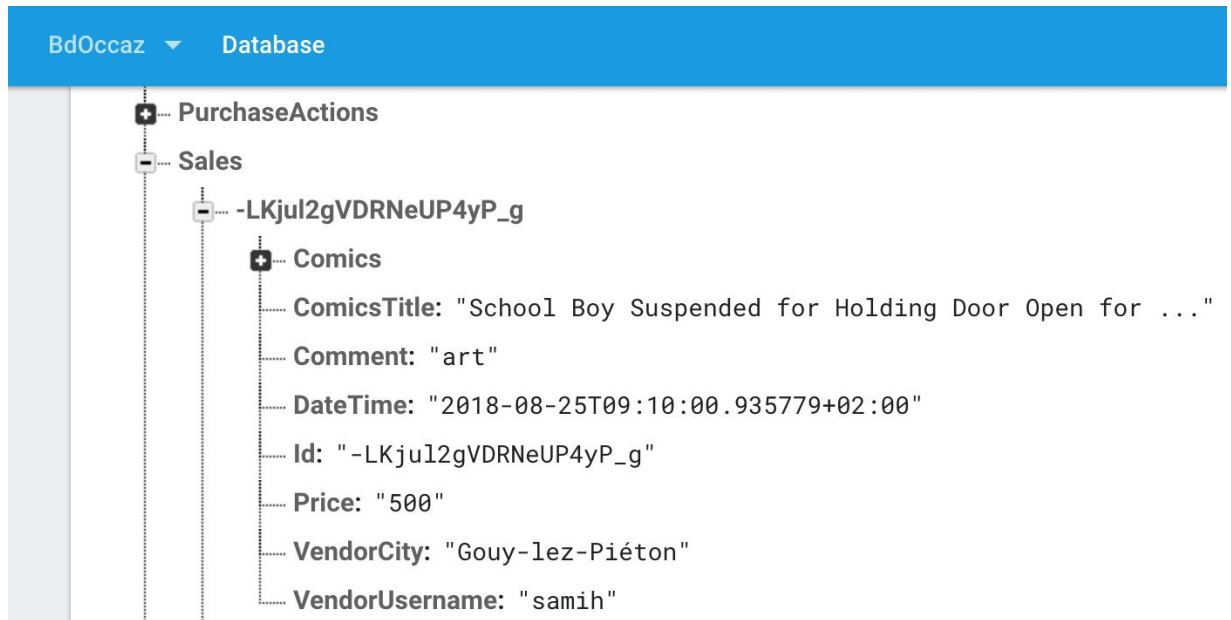 BdOccaz Database
PurchaseActions
Sales
-LKjul2gVDRNeUP4yP_g
Comics
ComicsTitle: "School Boy Suspended for Holding Door Open for ..."
Comment: "art"
DateTime: "2018-08-25T09:10:00.935779+02:00"
Id: "-LKjul2gVDRNeUP4yP_g"
Price: "500"
VendorCity: "Gouy-lez-Piéton"
VendorUsername: "samih"